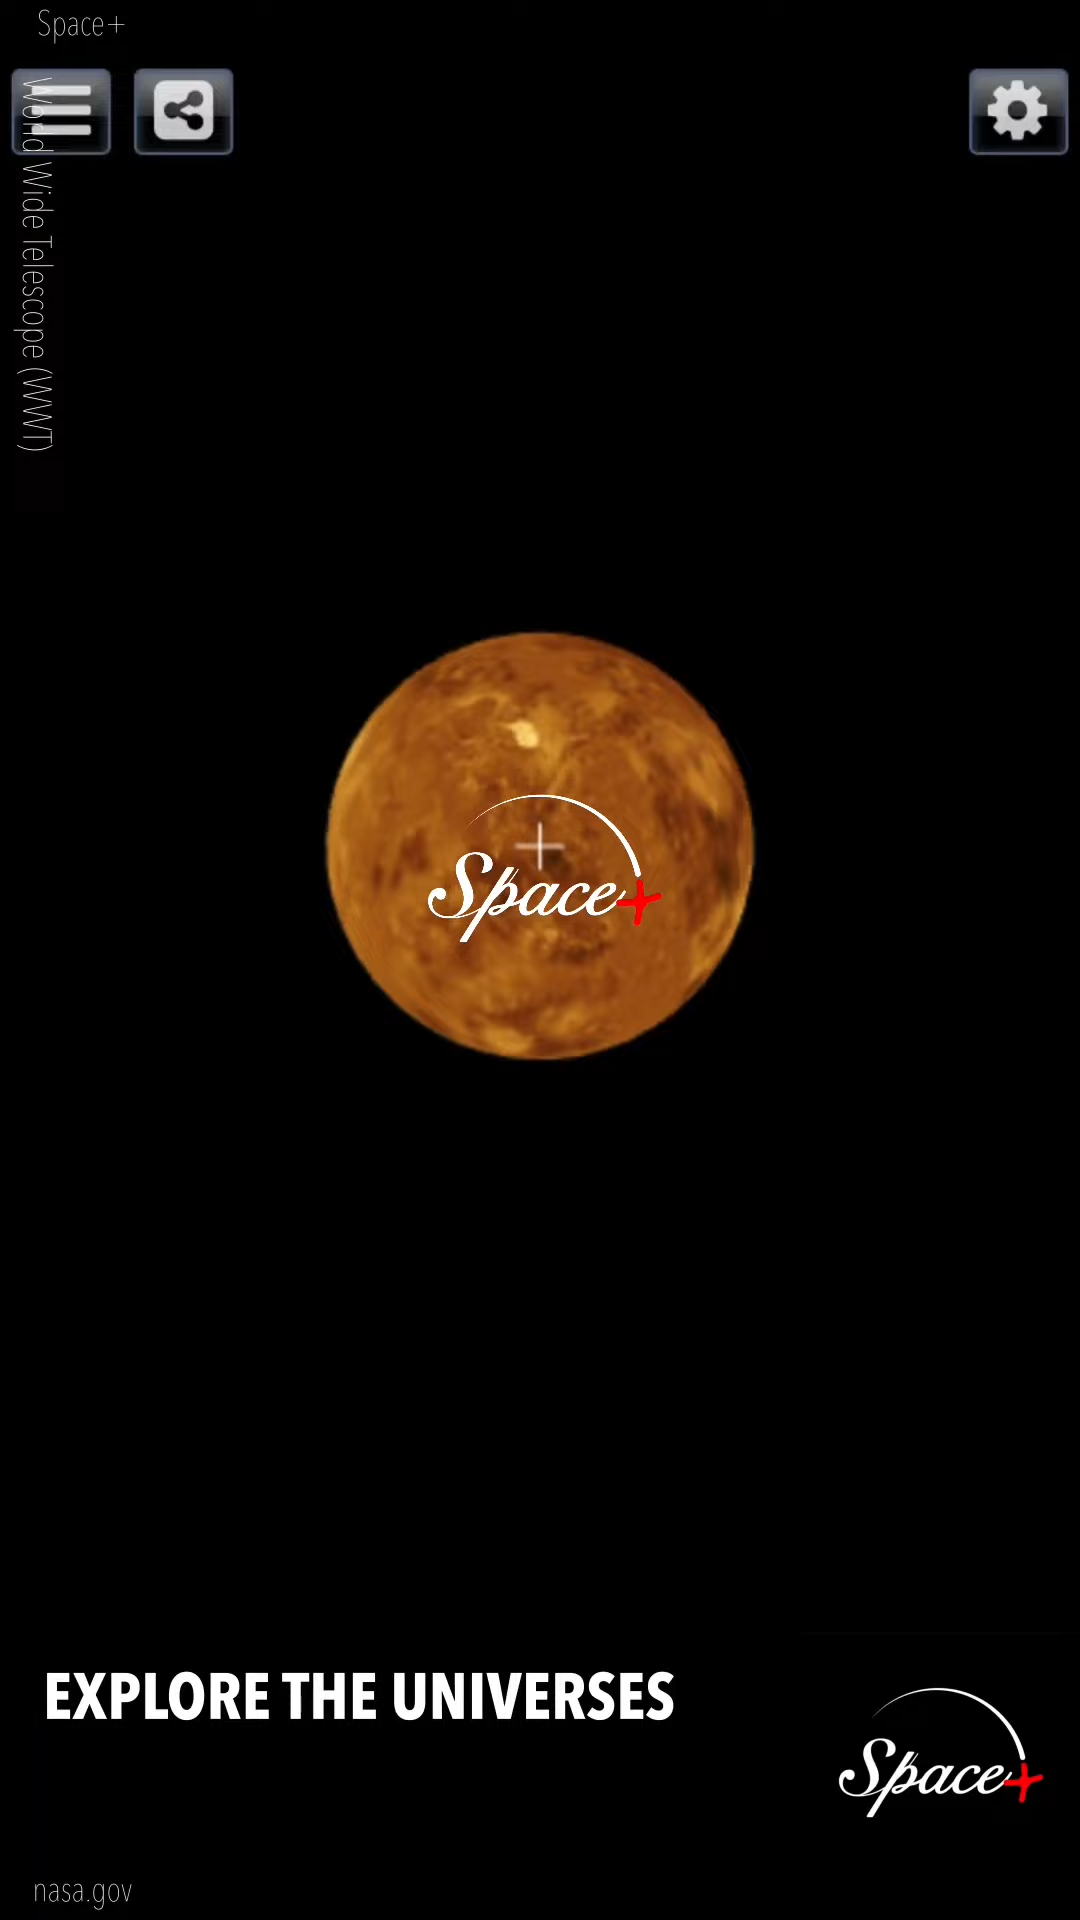 Space+
World Wide Telescope (WWT)
Space+
EXPLORE THE UNIVERSES
Space+
nasa.gov